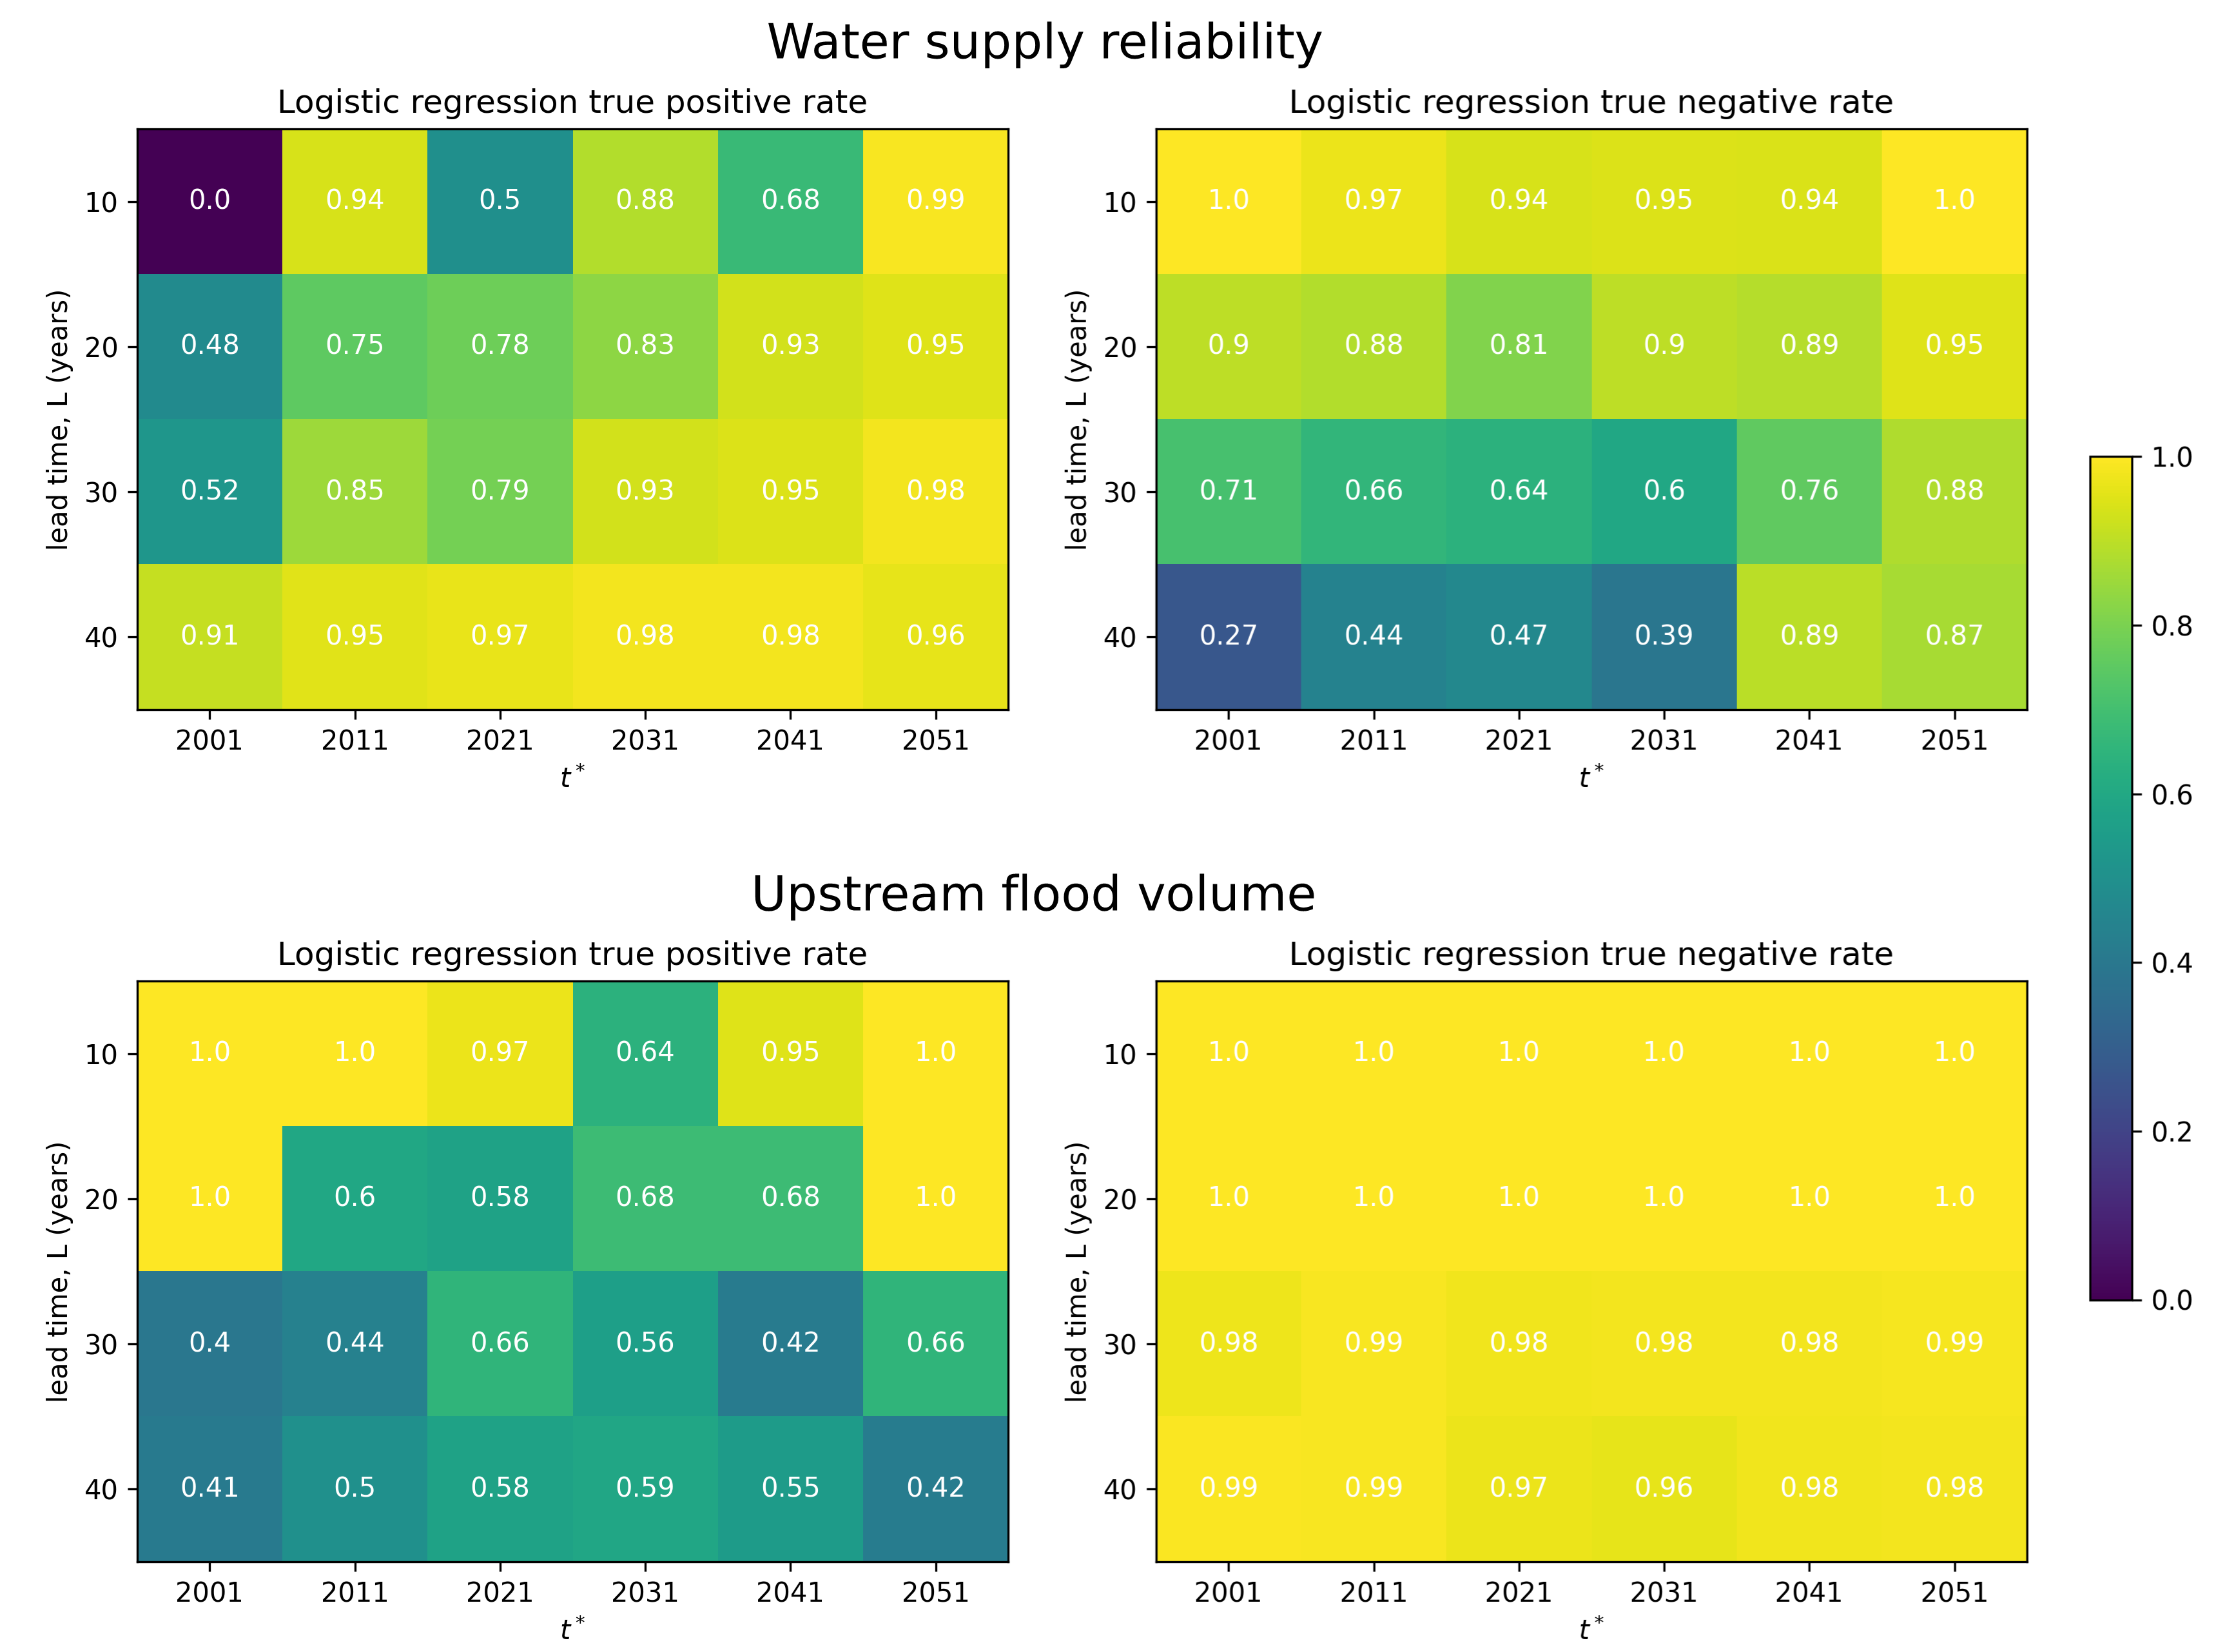 Water supply reliability
Logistic regression true positive rate
lead time, L (years)
10 0.0 0.94 0.5 0.88 0.68 0.99
20 0.48 0.75 0.78 0.83 0.93 0.95
30 0.52 0.85 0.79 0.93 0.95 0.98
40 0.91 0.95 0.97 0.98 0.98 0.96
2001 2011 2021 2031 2041 2051
t*
Logistic regression true negative rate
lead time, L (years)
10 1.0 0.97 0.94 0.95 0.94 1.0
20 0.9 0.88 0.81 0.9 0.89 0.95
30 0.71 0.66 0.64 0.6 0.76 0.88
40 0.27 0.44 0.47 0.39 0.89 0.87
2001 2011 2021 2031 2041 2051
t*
Upstream flood volume
Logistic regression true positive rate
lead time, L (years)
10 1.0 1.0 0.97 0.64 0.95 1.0
20 1.0 0.6 0.58 0.68 0.68 1.0
30 0.4 0.44 0.66 0.56 0.42 0.66
40 0.41 0.5 0.58 0.59 0.55 0.42
2001 2011 2021 2031 2041 2051
t*
Logistic regression true negative rate
lead time, L (years)
10 1.0 1.0 1.0 1.0 1.0 1.0
20 1.0 1.0 1.0 1.0 1.0 1.0
30 0.98 0.99 0.98 0.98 0.98 0.99
40 0.99 0.99 0.97 0.96 0.98 0.98
2001 2011 2021 2031 2041 2051
t*
1.0
0.8
0.6
0.4
0.2
0.0